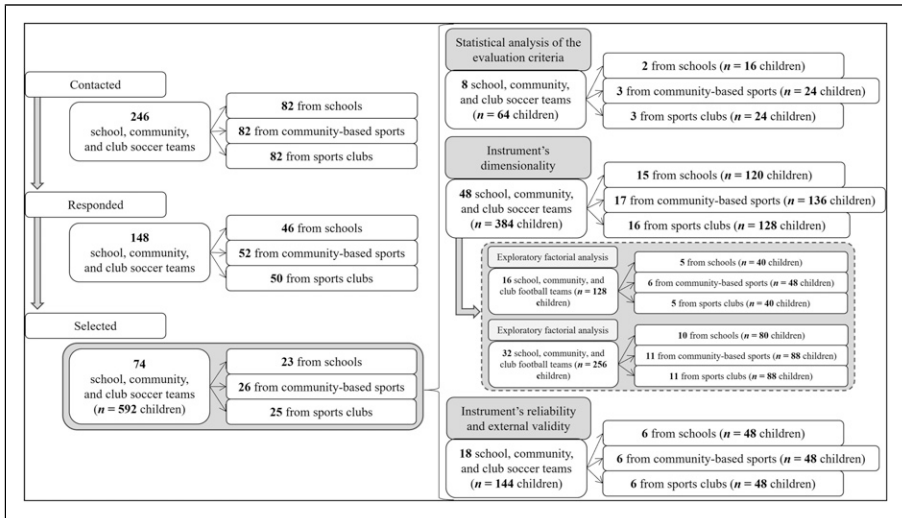 Contacted
246
school, community,
and club soccer teams
82 from schools
82 from community-based sports
82 from sports clubs
Responded
148
school, community,
and club soccer teams
46 from schools
52 from community-based sports
50 from sports clubs
Selected
74
school, community,
and club soccer teams
(n = 592 children)
23 from schools
26 from community-based sports
25 from sports clubs
Statistical analysis of the
evaluation criteria
8 school, community,
and club soccer teams
(n = 64 children)
2 from schools (n = 16 children)
3 from community-based sports (n = 24 children)
3 from sports clubs (n = 24 children)
Instrument's
dimensionality
48 school, community,
and club soccer teams
(n = 384 children)
15 from schools (n = 120 children)
17 from community-based sports (n = 136 children)
16 from sports clubs (n = 128 children)
Exploratory factorial analysis
16 school, community, and
club football teams (n = 128
children)
5 from schools (n = 40 children)
6 from community-based sports (n = 48 children)
5 from sports clubs (n = 40 children)
Exploratory factorial analysis
32 school, community, and
club football teams (n = 256
children)
10 from schools (n = 80 children)
11 from community-based sports (n = 88 children)
11 from sports clubs (n = 88 children)
Instrument's reliability
and external validity
18 school, community,
and club soccer teams
(n = 144 children)
6 from schools (n = 48 children)
6 from community-based sports (n = 48 children)
6 from sports clubs (n = 48 children)